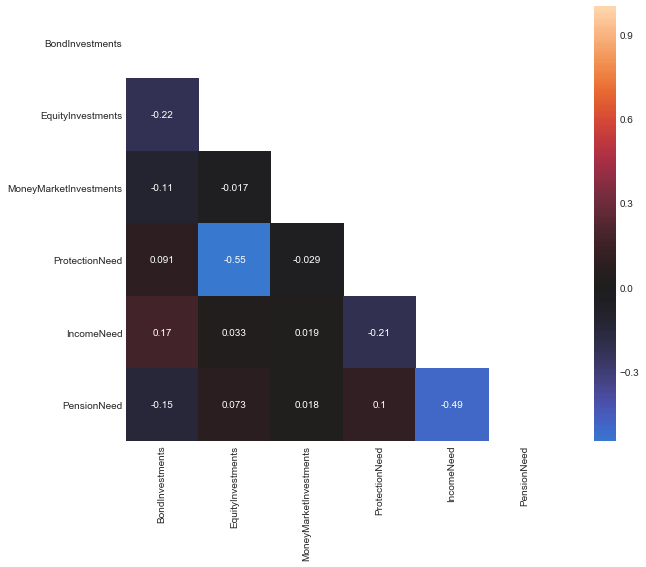 BondInvestments
EquityInvestments -0.22
MoneyMarketInvestments -0.11 -0.017
ProtectionNeed 0.091 -0.55 -0.029
IncomeNeed 0.17 0.033 0.019 -0.21
PensionNeed -0.15 0.073 0.018 0.1 -0.49
BondInvestments
EquityInvestments
MoneyMarketInvestments
ProtectionNeed
IncomeNeed
PensionNeed
0.9
0.6
0.3
0.0
−0.3